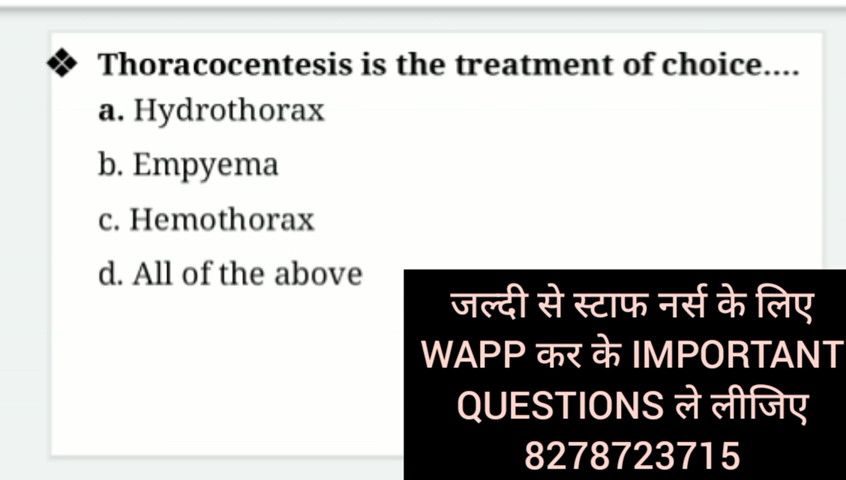 ❖ Thoracocentesis is the treatment of choice....
a. Hydrothorax
b. Empyema
c. Hemothorax
d. All of the above
जल्दी से स्टाफ नर्स के लिए
WAPP कर के IMPORTANT
QUESTIONS ले लीजिए
8278723715